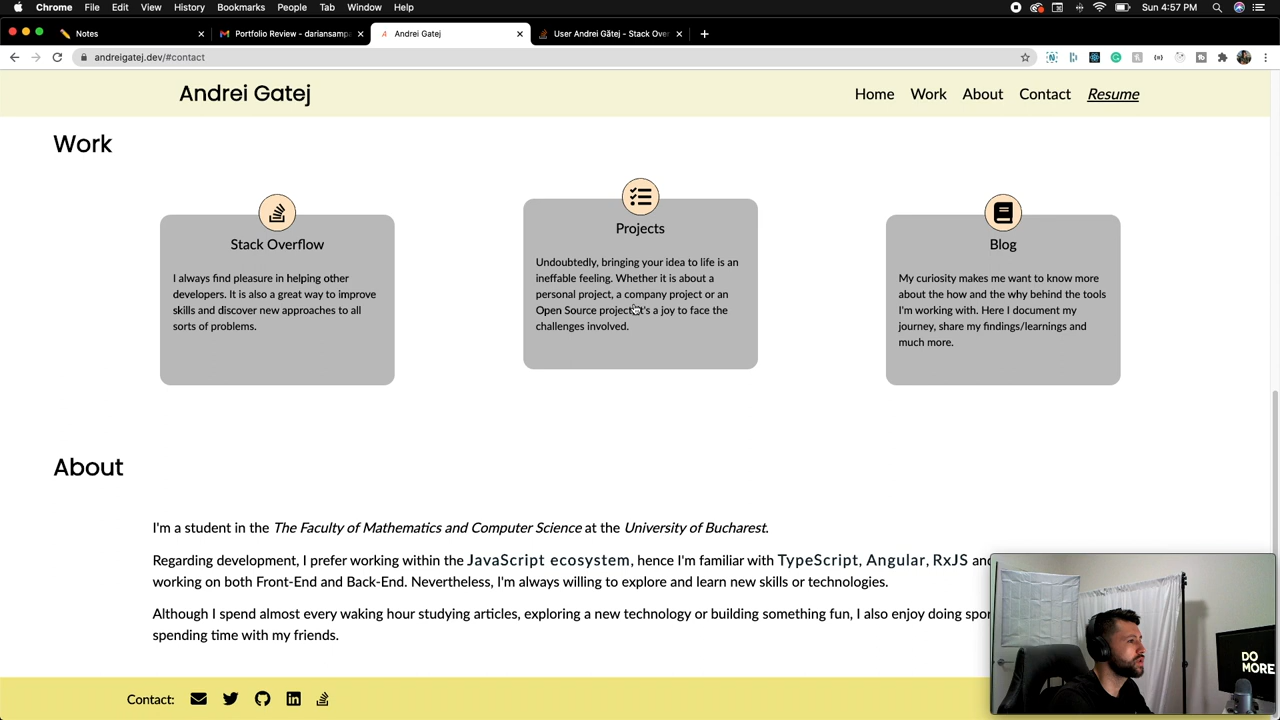 Chrome File Edit View History Bookmarks People Tab Window Help Sun 4:57 PM
Notes Portfolio Review - dariansampa Andrei Gatej User Andrei Gătej - Stack Over
andreigatej.dev/#contact
Andrei Gatej Home Work About Contact Resume
Work
Stack Overflow
I always find pleasure in helping other
developers. It is also a great way to improve
skills and discover new approaches to all
sorts of problems.
Projects
Undoubtedly, bringing your idea to life is an
ineffable feeling. Whether it is about a
personal project, a company project or an
Open Source project, it's a joy to face the
challenges involved.
Blog
My curiosity makes me want to know more
about the how and the why behind the tools
I'm working with. Here I document my
journey, share my findings/learnings and
much more.
About
I'm a student in the The Faculty of Mathematics and Computer Science at the University of Bucharest.
Regarding development, I prefer working within the JavaScript ecosystem, hence I'm familiar with TypeScript, Angular, RxJS and
working on both Front-End and Back-End. Nevertheless, I'm always willing to explore and learn new skills or technologies.
Although I spend almost every waking hour studying articles, exploring a new technology or building something fun, I also enjoy doing spor
spending time with my friends.
DO
MORE
Contact: